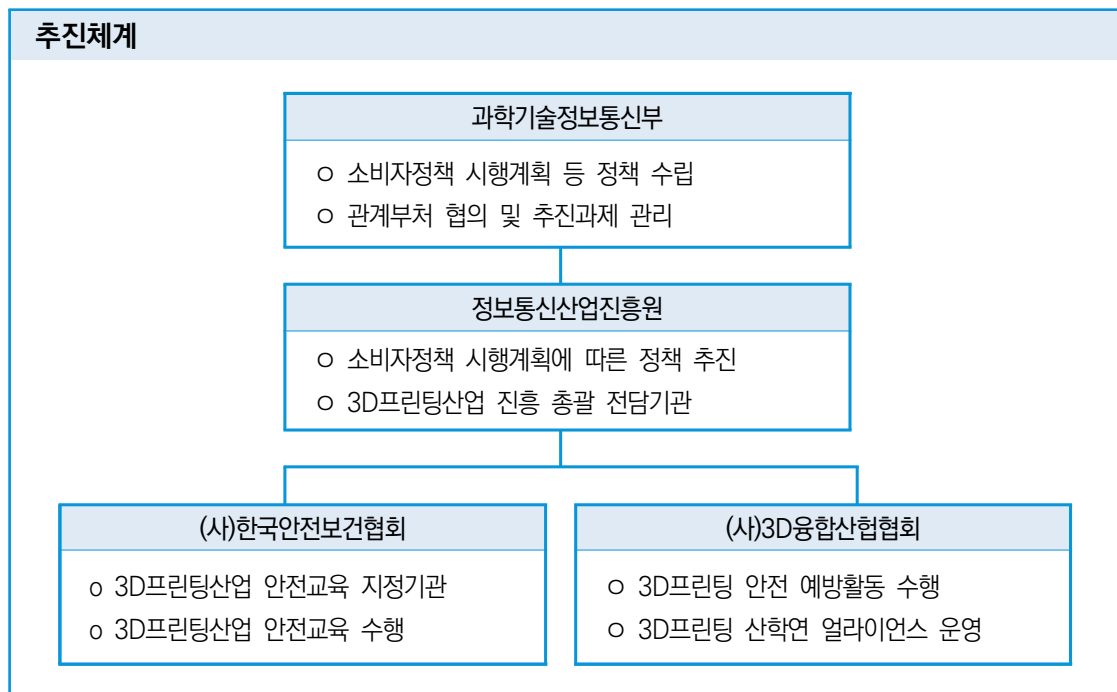 추진체계
과학기술정보통신부
ㅇ 소비자정책 시행계획 등 정책 수립
ㅇ 관계부처 협의 및 추진과제 관리
정보통신산업진흥원
ㅇ 소비자정책 시행계획에 따른 정책 추진
ㅇ 3D프린팅산업 진흥 총괄 전담기관
(사)한국안전보건협회
o 3D프린팅산업 안전교육 지정기관
o 3D프린팅산업 안전교육 수행
(사)3D융합산헙협회
ㅇ 3D프린팅 안전 예방활동 수행
ㅇ 3D프린팅 산학연 얼라이언스 운영